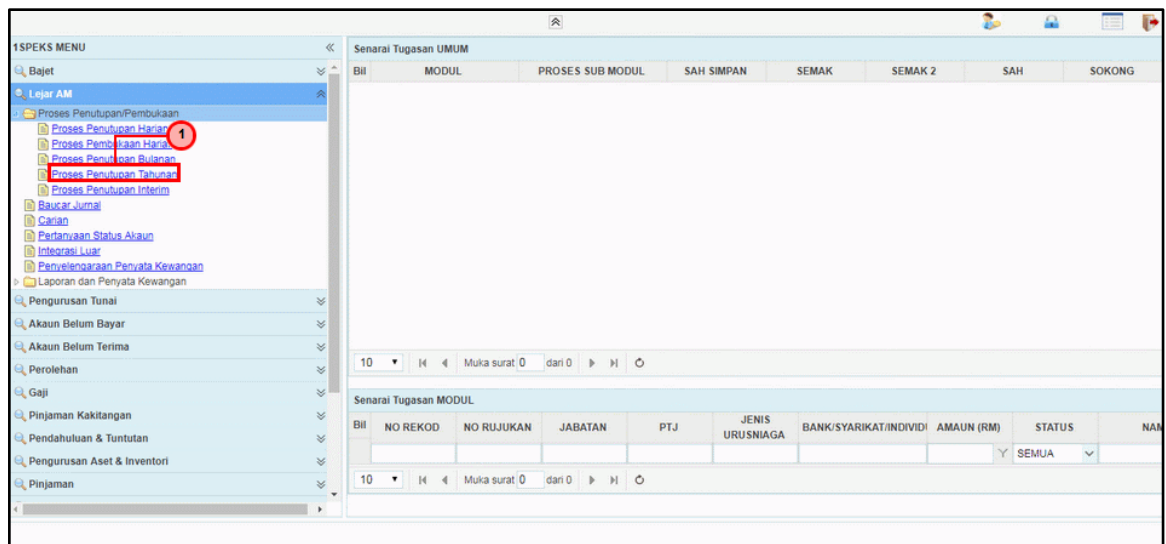 1SPEKS MENU
Bajet
Lejar AM
Proses Penutupan/Pembukaan
Proses Penutupan Harian
1
Proses Pembukaan Harian
Proses Penutupan Bulanan
Proses Penutupan Tahunan
Proses Penutupan Interim
Baucar Jurnal
Carian
Pertanyaan Status Akaun
Integrasi Luar
Penyelengaraan Penyata Kewangan
Laporan dan Penyata Kewangan
Pengurusan Tunai
Akaun Belum Bayar
Akaun Belum Terima
Perolehan
Gaji
Pinjaman Kakitangan
Pendahuluan & Tuntutan
Pengurusan Aset & Inventori
Pinjaman
Senarai Tugasan UMUM
Bil MODUL PROSES SUB MODUL SAH SIMPAN SEMAK SEMAK 2 SAH SOKONG
10 Muka surat 0 dari 0
Senarai Tugasan MODUL
Bil NO REKOD NO RUJUKAN JABATAN PTJ JENIS URUSNIAGA BANK/SYARIKAT/INDIVIDU AMAUN (RM) STATUS NAM
SEMUA
10 Muka surat 0 dari 0